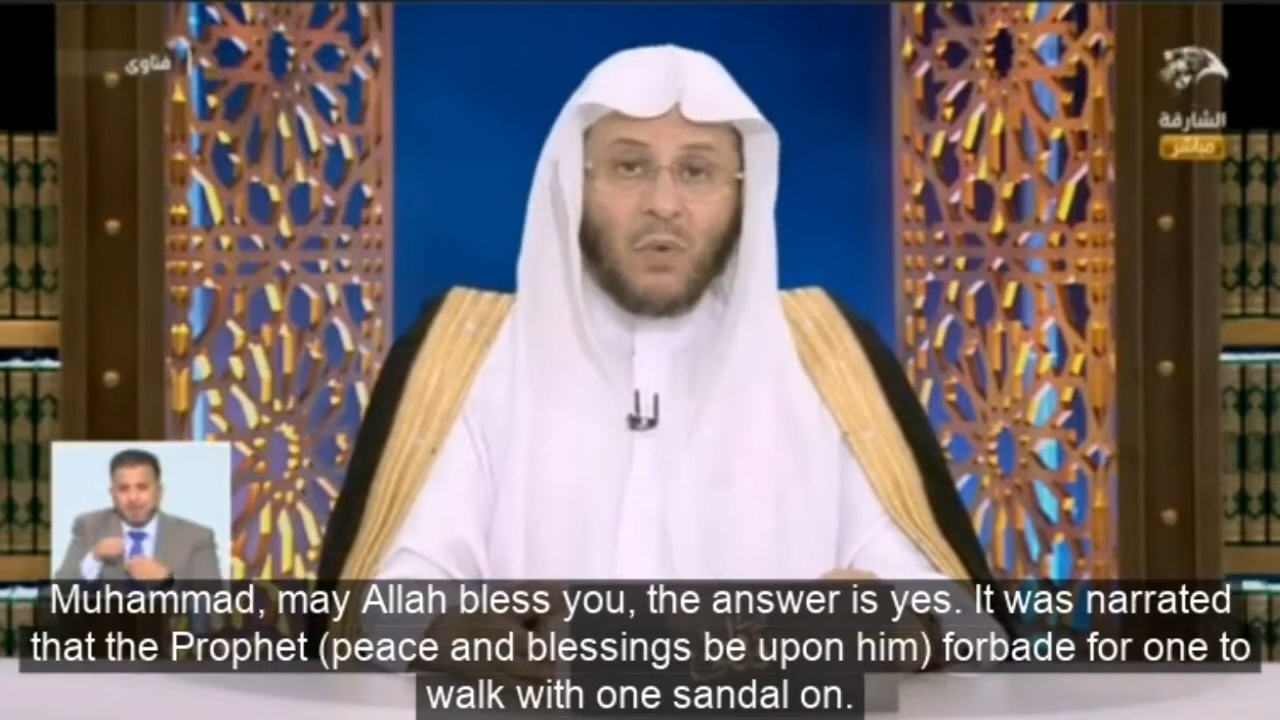 فتاوى
الشارقة
مباشر
Muhammad, may Allah bless you, the answer is yes. It was narrated
that the Prophet (peace and blessings be upon him) forbade for one to
walk with one sandal on.